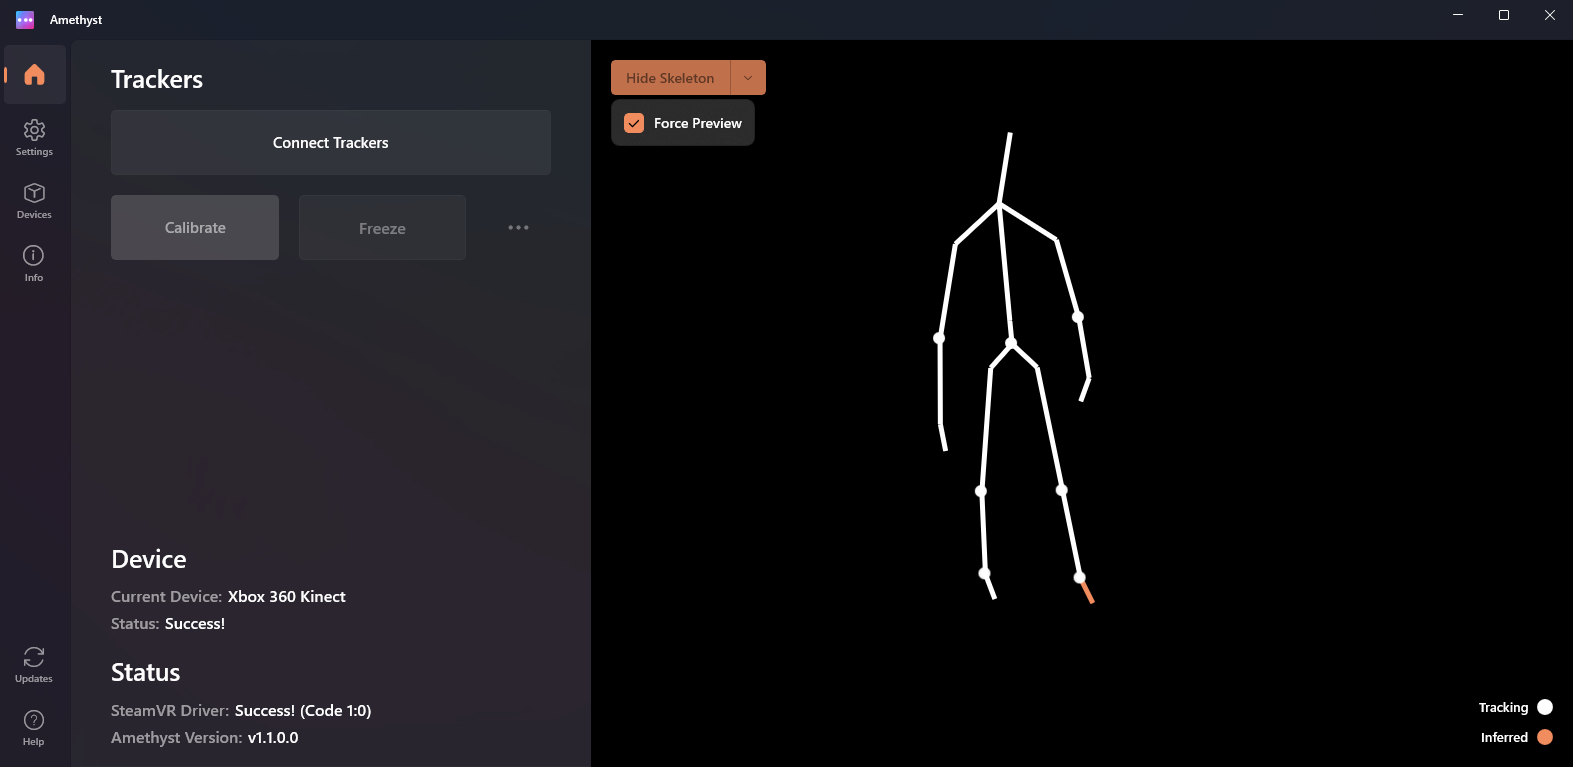 Amethyst
Settings
Devices
Info
Updates
Help
Trackers
Connect Trackers
Calibrate
Freeze
Device
Current Device: Xbox 360 Kinect
Status: Success!
Status
SteamVR Driver: Success! (Code 1:0)
Amethyst Version: v1.1.0.0
Hide Skeleton
Force Preview
Tracking
Inferred